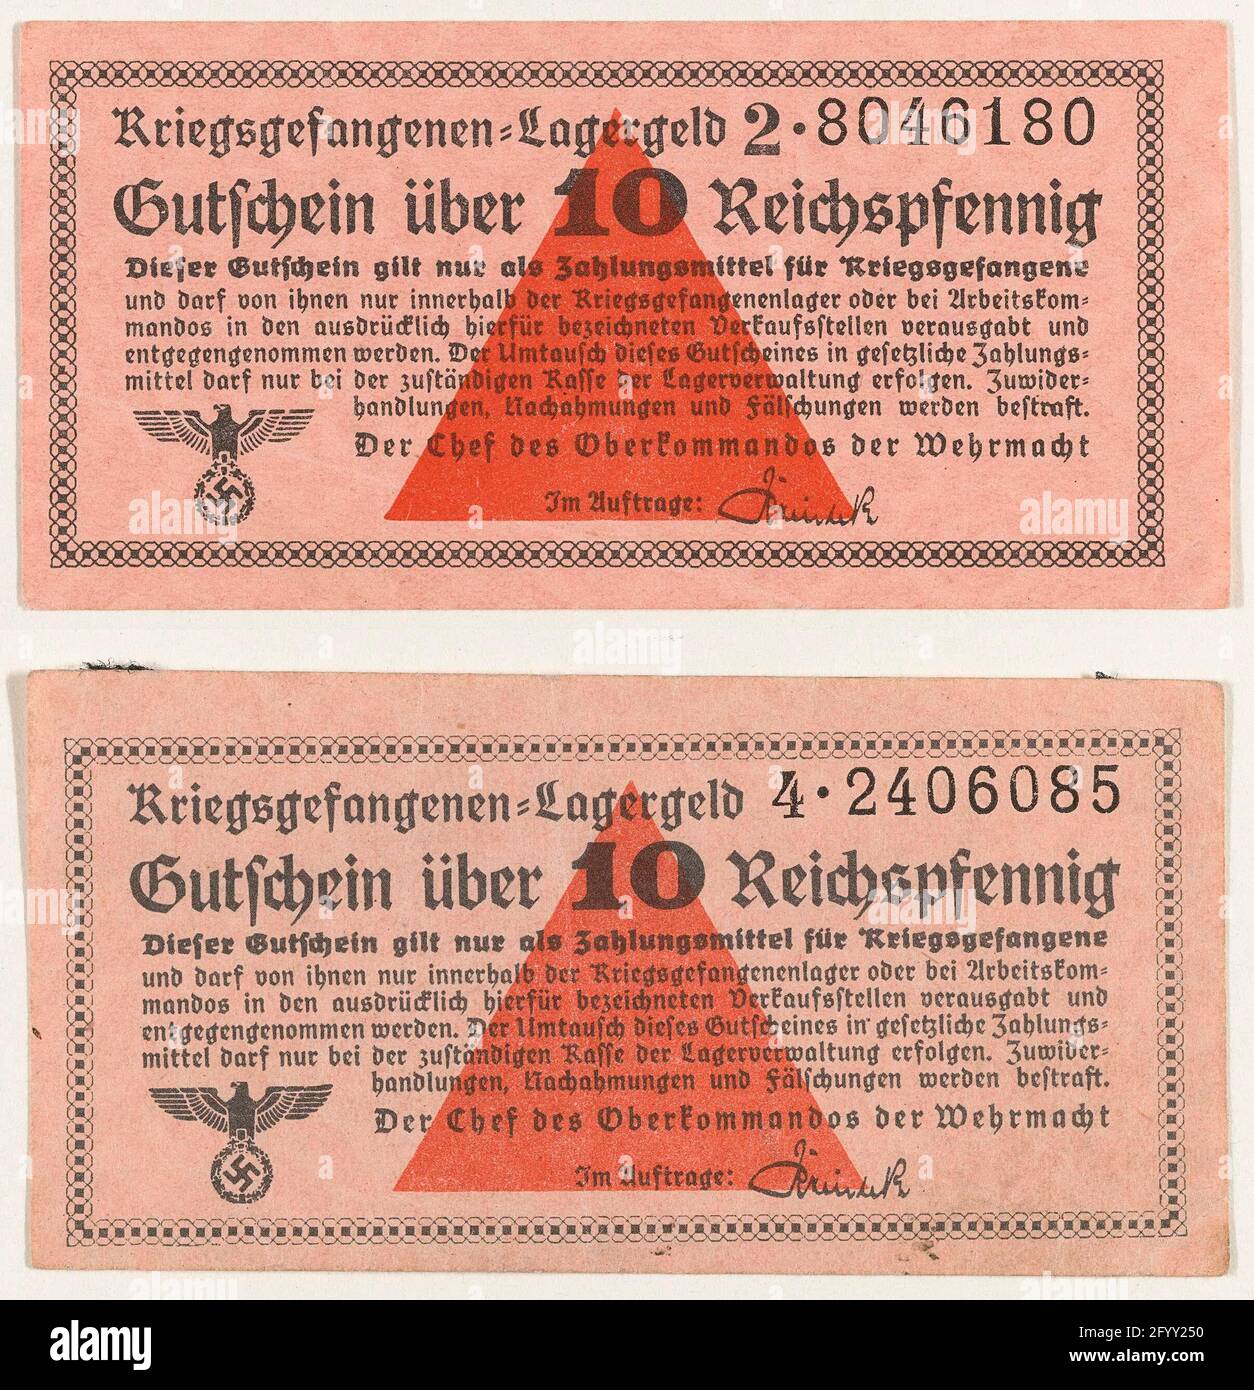 Kriegsgefangenen=Lagergeld 2·8046180
Gutschein über 10 Reichspfennig
Dieser Gutschein gilt nur als Zahlungsmittel für Kriegsgefangene
und darf von ihnen nur innerhalb der Kriegsgefangenenlager oder bei Arbeitskom=
mandos in den ausdrücklich hierfür bezeichneten Verkaufsstellen verausgabt und
entgegengenommen werden. Der Umtausch dieses Gutscheines in gesetzliche Zahlungs=
mittel darf nur bei der zuständigen Kasse der Lagerverwaltung erfolgen. Zuwider=
handlungen, Nachahmungen und Fälschungen werden bestraft.
Der Chef des Oberkommandos der Wehrmacht
Im Auftrage:
Kriegsgefangenen=Lagergeld 4·2406085
Gutschein über 10 Reichspfennig
Dieser Gutschein gilt nur als Zahlungsmittel für Kriegsgefangene
und darf von ihnen nur innerhalb der Kriegsgefangenenlager oder bei Arbeitskom=
mandos in den ausdrücklich hierfür bezeichneten Verkaufsstellen verausgabt und
entgegengenommen werden. Der Umtausch dieses Gutscheines in gesetzliche Zahlungs=
mittel darf nur bei der zuständigen Kasse der Lagerverwaltung erfolgen. Zuwider=
handlungen, Nachahmungen und Fälschungen werden bestraft.
Der Chef des Oberkommandos der Wehrmacht
Im Auftrage:
alamy
Image ID: 2FYY250
www.alamy.com